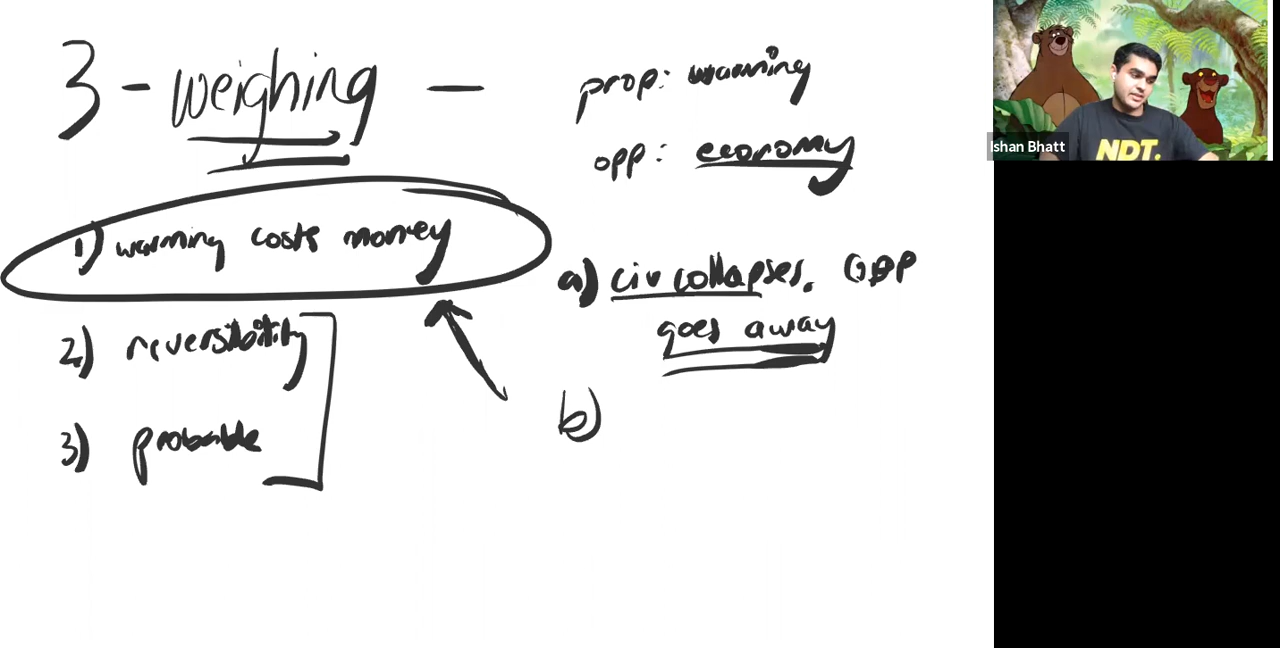 3 - weighing -
prop: warming
opp: economy
1) warming costs money
2) reversibility
3) probable
a) civ collapses. GDP
goes away
b)
NDT.
Ishan Bhatt